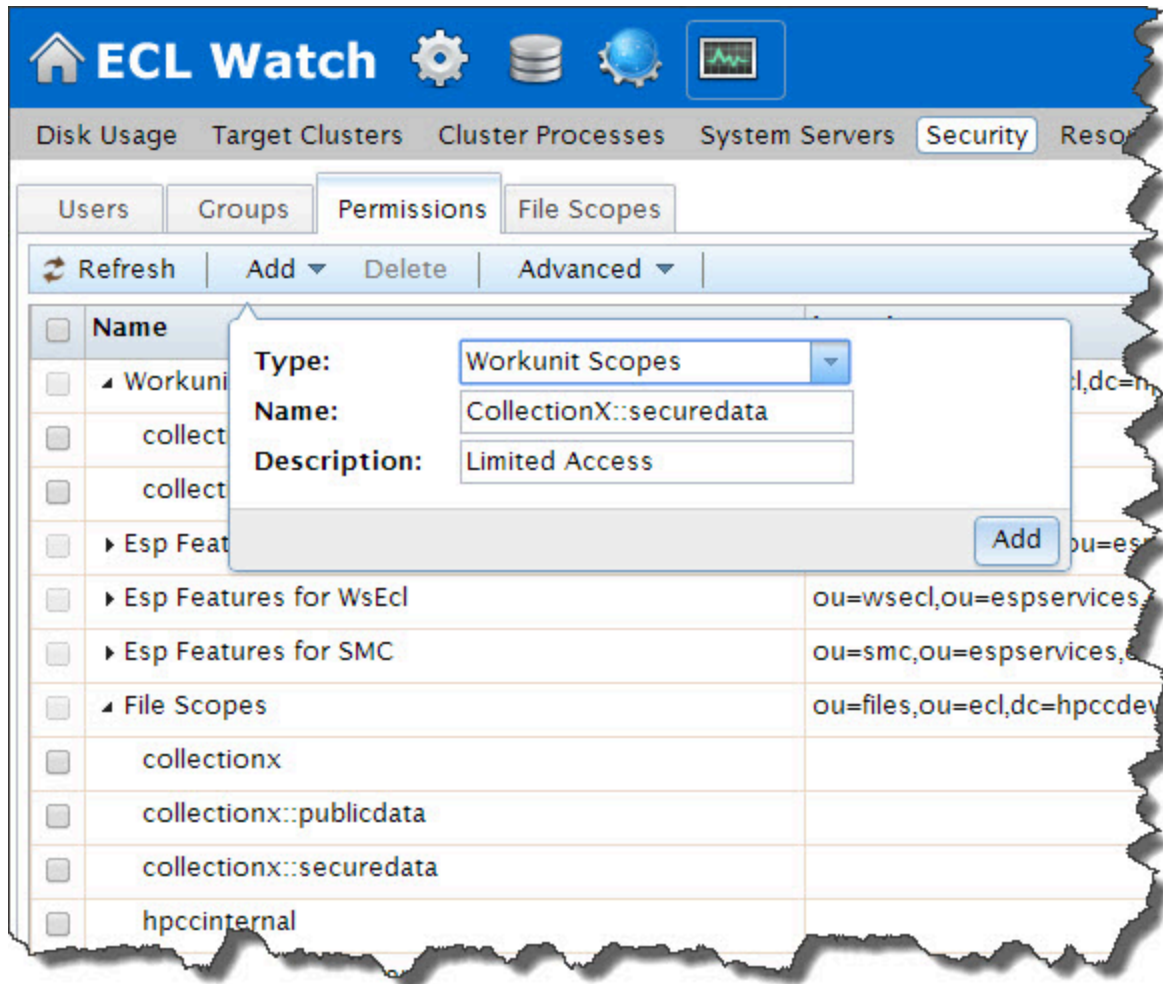 ECL Watch
Disk Usage Target Clusters Cluster Processes System Servers Security
Users Groups Permissions File Scopes
Refresh Add Delete Advanced
Name
Type: Workunit Scopes
Name: CollectionX::securedata
Description: Limited Access
Add
Esp Features for WsEcl ou=wsecl,ou=espservices,
Esp Features for SMC ou=smc,ou=espservices,
File Scopes ou=files,ou=ecl,dc=hpccdev
collectionx
collectionx::publicdata
collectionx::securedata
hpccinternal